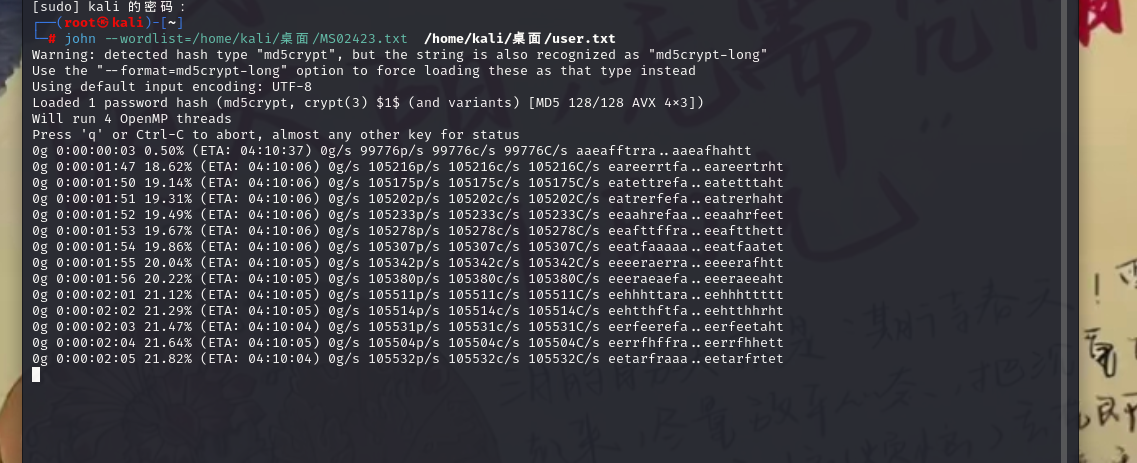 [sudo] kali 的密码：
┌──(root㉿kali)-[~]
└─# john --wordlist=/home/kali/桌面/MS02423.txt  /home/kali/桌面/user.txt
Warning: detected hash type "md5crypt", but the string is also recognized as "md5crypt-long"
Use the "--format=md5crypt-long" option to force loading these as that type instead
Using default input encoding: UTF-8
Loaded 1 password hash (md5crypt, crypt(3) $1$ (and variants) [MD5 128/128 AVX 4×3])
Will run 4 OpenMP threads
Press 'q' or Ctrl-C to abort, almost any other key for status
0g 0:00:00:03 0.50% (ETA: 04:10:37) 0g/s 99776p/s 99776c/s 99776C/s aaeafftrra..aaeafhahtt
0g 0:00:01:47 18.62% (ETA: 04:10:06) 0g/s 105216p/s 105216c/s 105216C/s eareerrtfa..eareertrht
0g 0:00:01:50 19.14% (ETA: 04:10:06) 0g/s 105175p/s 105175c/s 105175C/s eatettrefa..eatetttaht
0g 0:00:01:51 19.31% (ETA: 04:10:06) 0g/s 105202p/s 105202c/s 105202C/s eatrerfefa..eatrerhaht
0g 0:00:01:52 19.49% (ETA: 04:10:06) 0g/s 105233p/s 105233c/s 105233C/s eeaahrefaa..eeaahrfeet
0g 0:00:01:53 19.67% (ETA: 04:10:06) 0g/s 105278p/s 105278c/s 105278C/s eeafttffra..eeaftthett
0g 0:00:01:54 19.86% (ETA: 04:10:06) 0g/s 105307p/s 105307c/s 105307C/s eeatfaaaaa..eeatfaatet
0g 0:00:01:55 20.04% (ETA: 04:10:05) 0g/s 105342p/s 105342c/s 105342C/s eeeeraerra..eeeerafhtt
0g 0:00:01:56 20.22% (ETA: 04:10:05) 0g/s 105380p/s 105380c/s 105380C/s eeeraeaefa..eeeraeeaht
0g 0:00:02:01 21.12% (ETA: 04:10:05) 0g/s 105511p/s 105511c/s 105511C/s eehhhttara..eehhhttttt
0g 0:00:02:02 21.29% (ETA: 04:10:05) 0g/s 105514p/s 105514c/s 105514C/s eehtthftfa..eehtthhrht
0g 0:00:02:03 21.47% (ETA: 04:10:04) 0g/s 105531p/s 105531c/s 105531C/s eerfeerefa..eerfeetaht
0g 0:00:02:04 21.64% (ETA: 04:10:05) 0g/s 105504p/s 105504c/s 105504C/s eerrfhffra..eerrfhhett
0g 0:00:02:05 21.82% (ETA: 04:10:04) 0g/s 105532p/s 105532c/s 105532C/s eetarfraaa..eetarfrtet